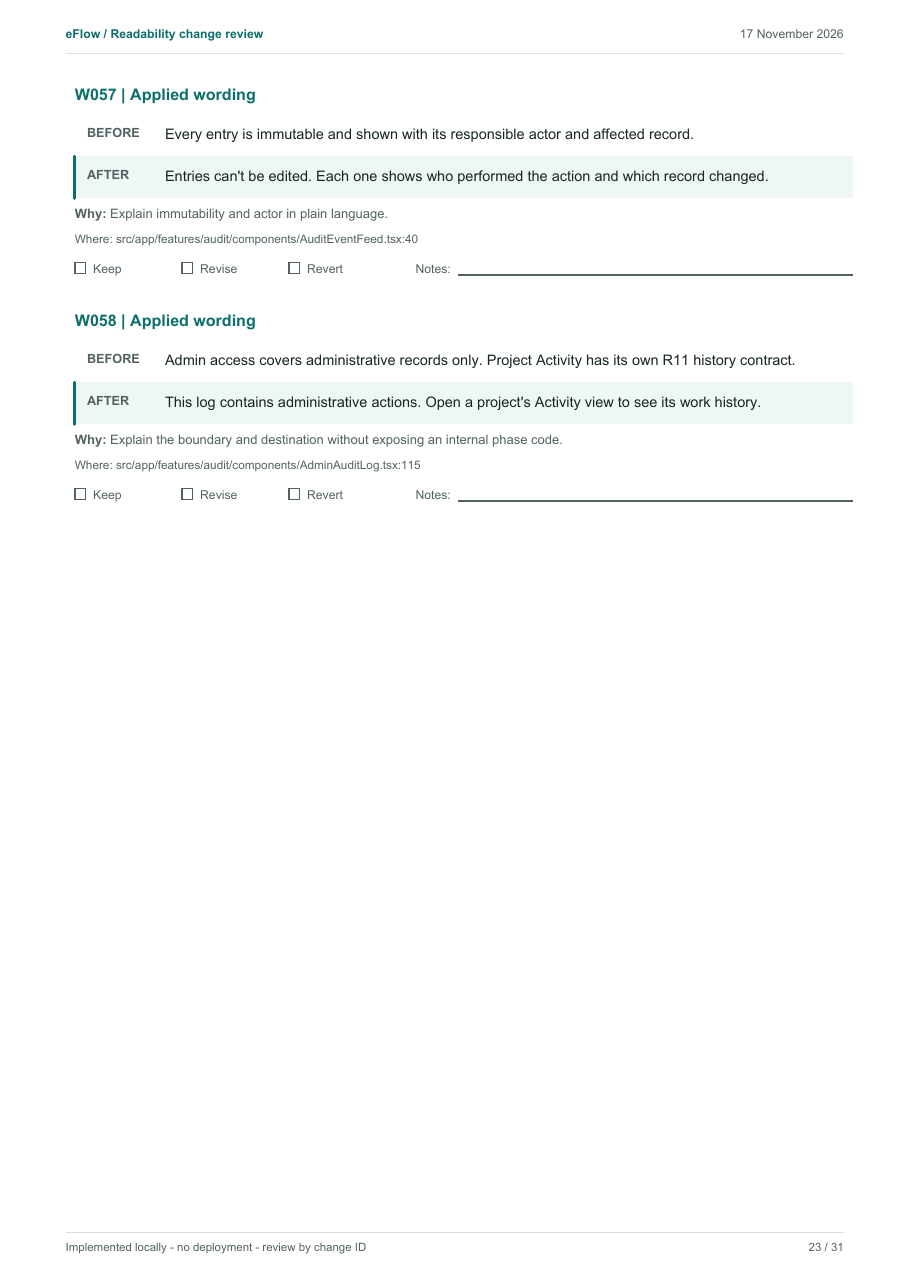 eFlow / Readability change review 17 November 2026
W057 | Applied wording
BEFORE Every entry is immutable and shown with its responsible actor and affected record.
AFTER Entries can't be edited. Each one shows who performed the action and which record changed.
Why: Explain immutability and actor in plain language.
Where: src/app/features/audit/components/AuditEventFeed.tsx:40
Keep Revise Revert Notes:
W058 | Applied wording
BEFORE Admin access covers administrative records only. Project Activity has its own R11 history contract.
AFTER This log contains administrative actions. Open a project's Activity view to see its work history.
Why: Explain the boundary and destination without exposing an internal phase code.
Where: src/app/features/audit/components/AdminAuditLog.tsx:115
Keep Revise Revert Notes:
Implemented locally - no deployment - review by change ID 23 / 31